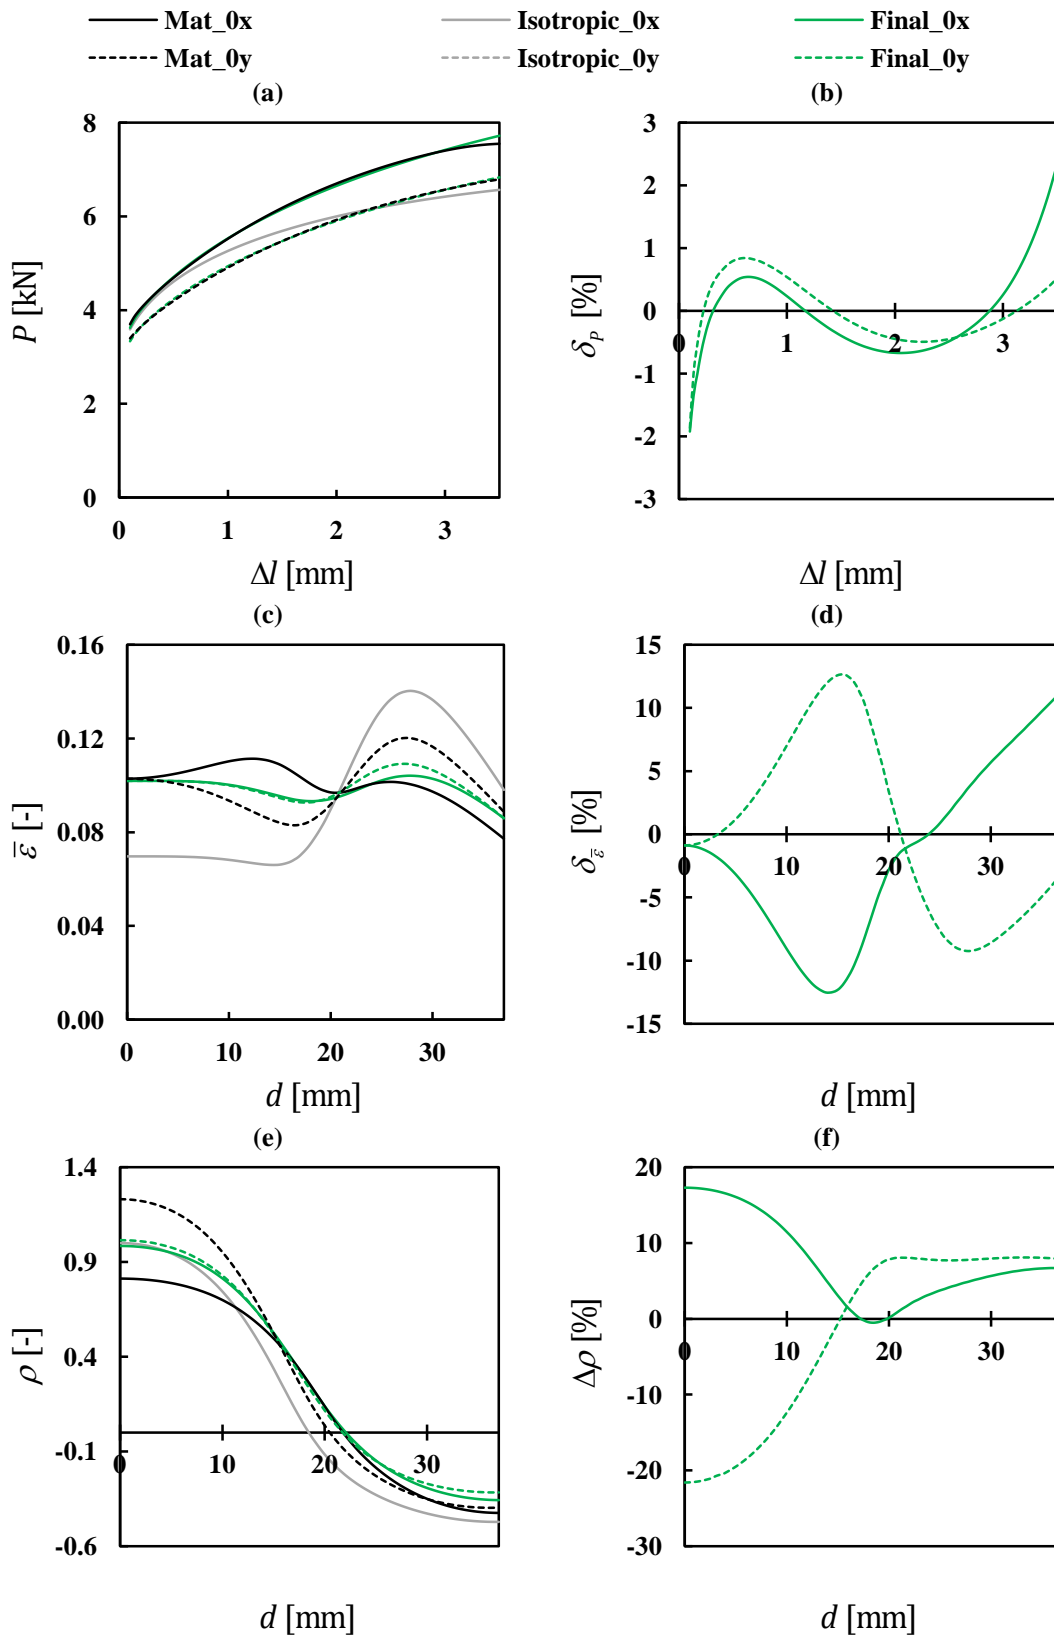 Mat_0x Isotropic_0x Final_0x
Mat_0y Isotropic_0y Final_0y
(a) (b)
8
6
4
2
0
0 1 2 3
P [kN]
Δl [mm]
3
2
1
0
-1
-2
-3
0 1 2 3
δP [%]
Δl [mm]
(c) (d)
0.16
0.12
0.08
0.04
0.00
0 10 20 30
ε̄ [-]
d [mm]
15
10
5
0
-5
-10
-15
0 10 20 30
δε̄ [%]
d [mm]
(e) (f)
1.4
0.9
0.4
-0.1
-0.6
0 10 20 30
ρ [-]
d [mm]
20
10
0
-10
-20
-30
0 10 20 30
Δρ [%]
d [mm]